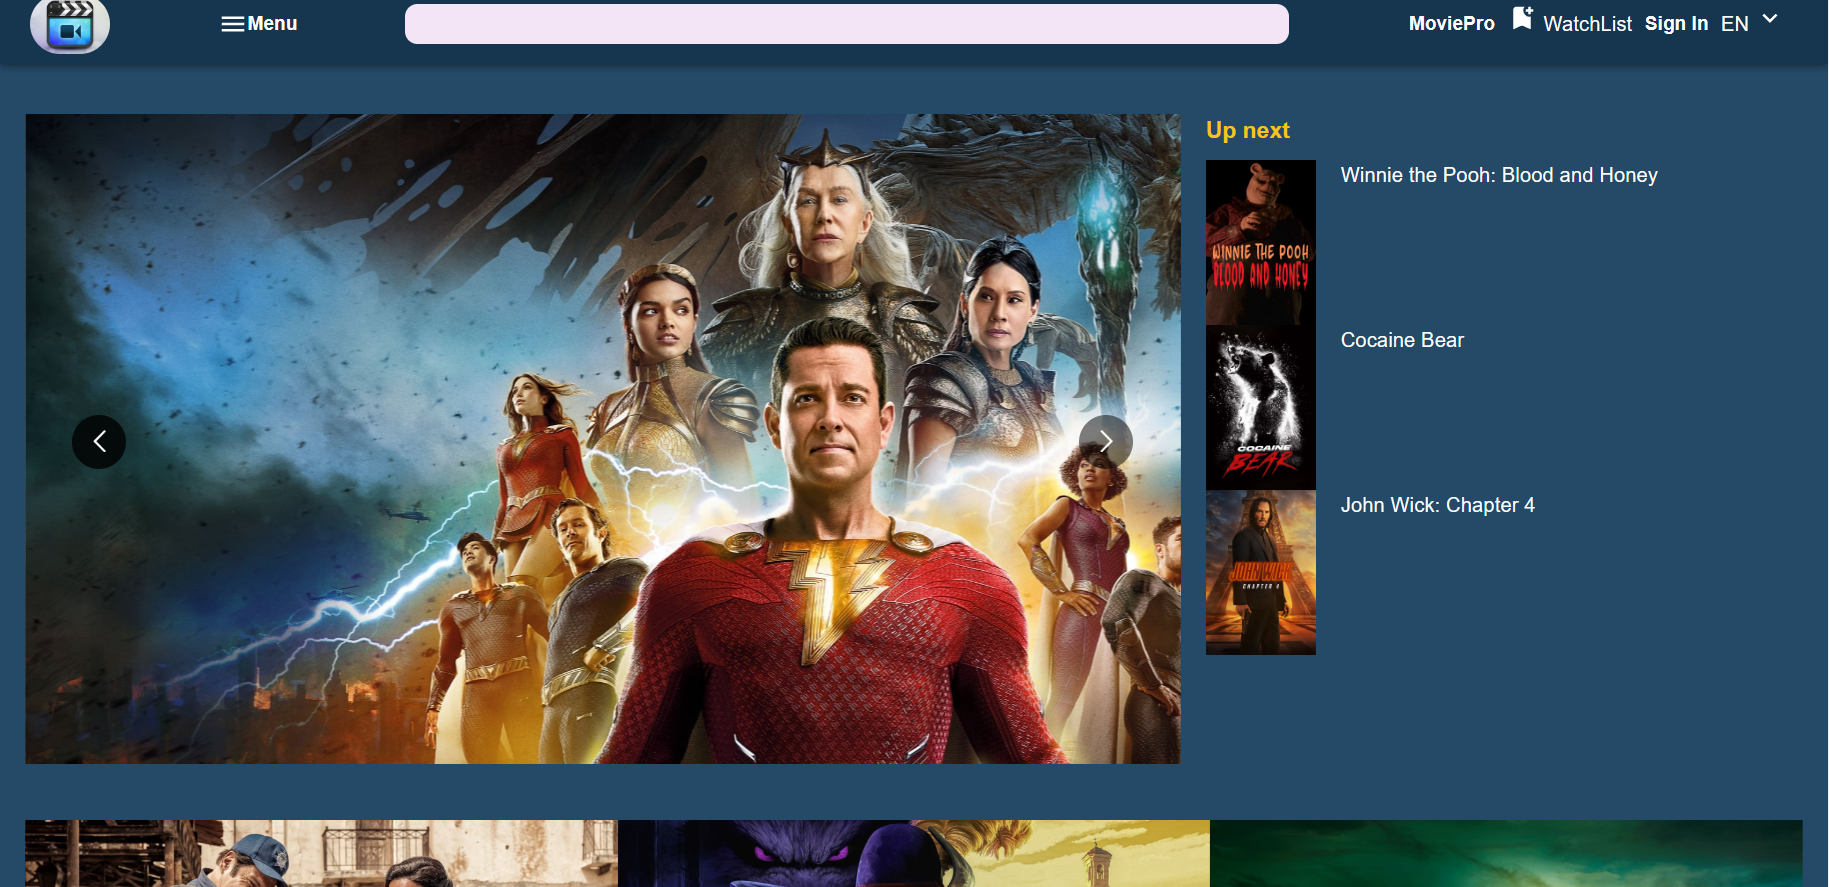 Menu
MoviePro
WatchList
Sign In
EN
Up next
WINNIE THE POOH
BLOOD AND HONEY
Winnie the Pooh: Blood and Honey
COCAINE
BEAR
Cocaine Bear
JOHN WICK
CHAPTER 4
John Wick: Chapter 4